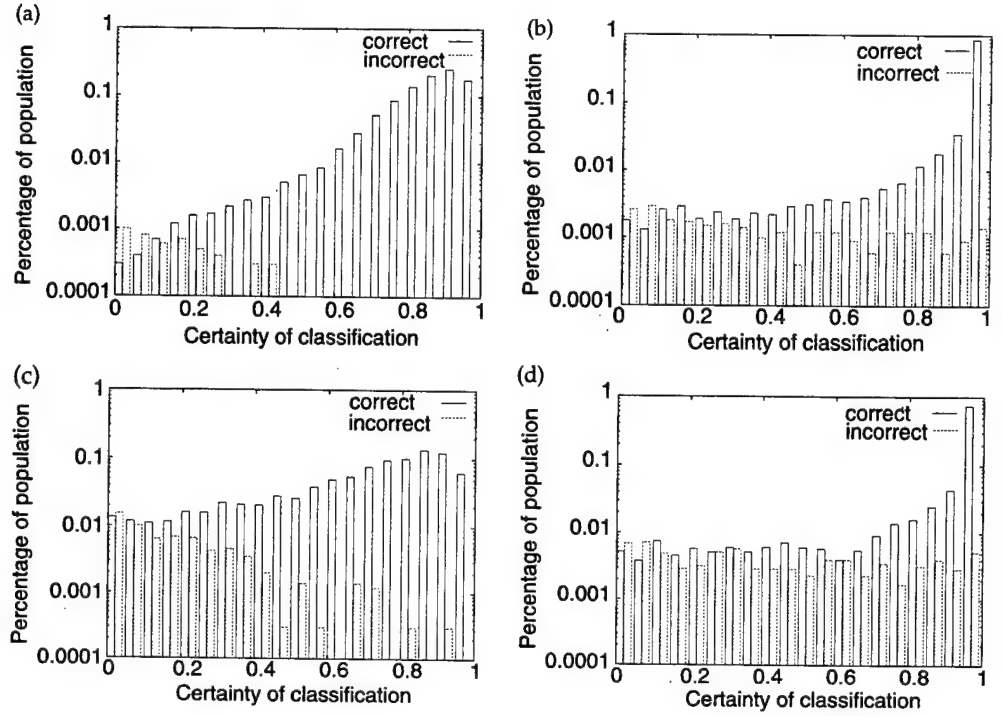 (a)
Percentage of population
1
0.1
0.01
0.001
0.0001
correct
incorrect
0 0.2 0.4 0.6 0.8 1
Certainty of classification
(b)
Percentage of population
1
0.1
0.01
0.001
0.0001
correct
incorrect
0 0.2 0.4 0.6 0.8 1
Certainty of classification
(c)
Percentage of population
1
0.1
0.01
0.001
0.0001
correct
incorrect
0 0.2 0.4 0.6 0.8 1
Certainty of classification
(d)
Percentage of population
1
0.1
0.01
0.001
0.0001
correct
incorrect
0 0.2 0.4 0.6 0.8 1
Certainty of classification